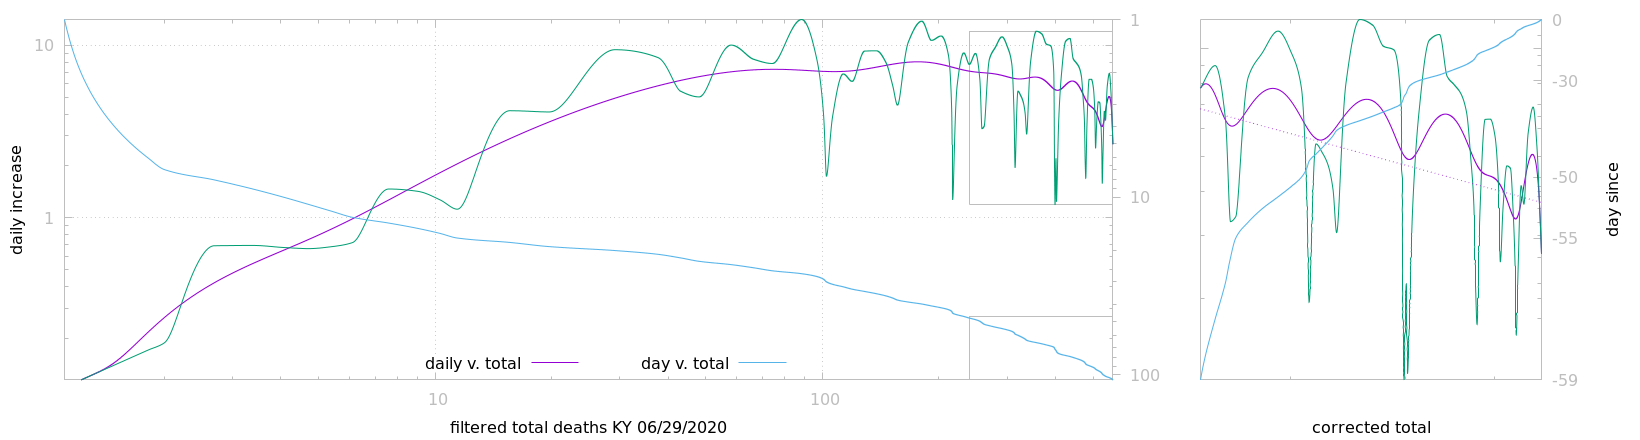 daily increase
10
1
daily v. total
day v. total
10
100
1
10
100
filtered total deaths KY 06/29/2020
0
-30
-50
-55
-59
day since
corrected total